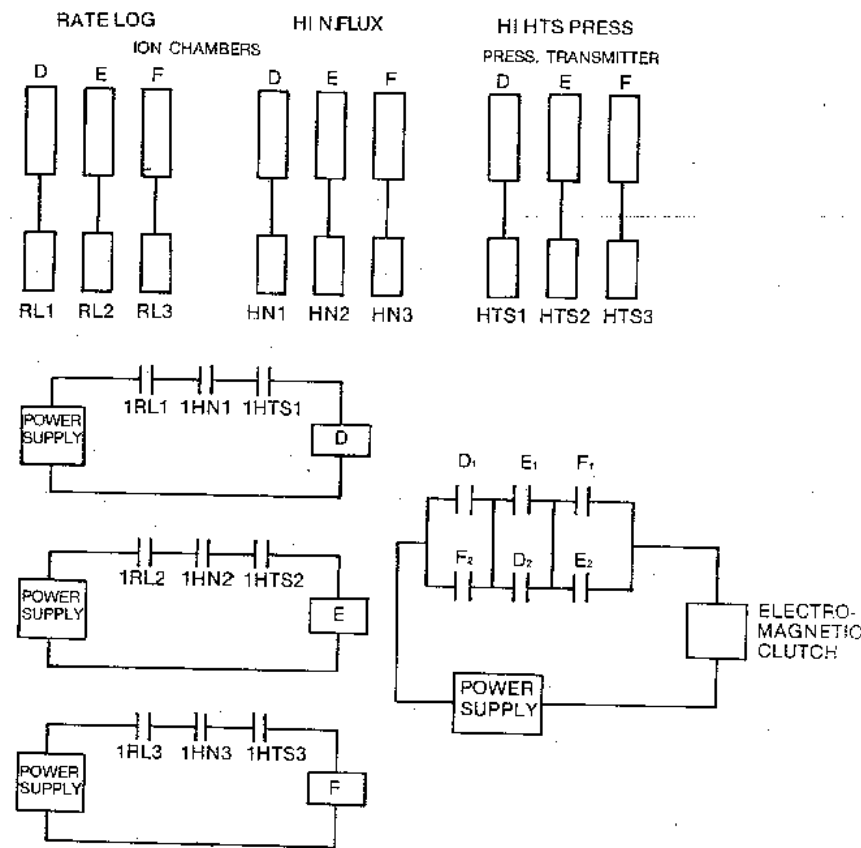 RATE LOG HI N.FLUX HI HTS PRESS
ION CHAMBERS PRESS. TRANSMITTER
D E F D E F D E F
RL1 RL2 RL3 HN1 HN2 HN3 HTS1 HTS2 HTS3
POWER
SUPPLY
1RL1 1HN1 1HTS1
D
POWER
SUPPLY
1RL2 1HN2 1HTS2
E
POWER
SUPPLY
1RL3 1HN3 1HTS3
F
D1 E1 F1
F2 D2 E2
ELECTRO-
MAGNETIC
CLUTCH
POWER
SUPPLY